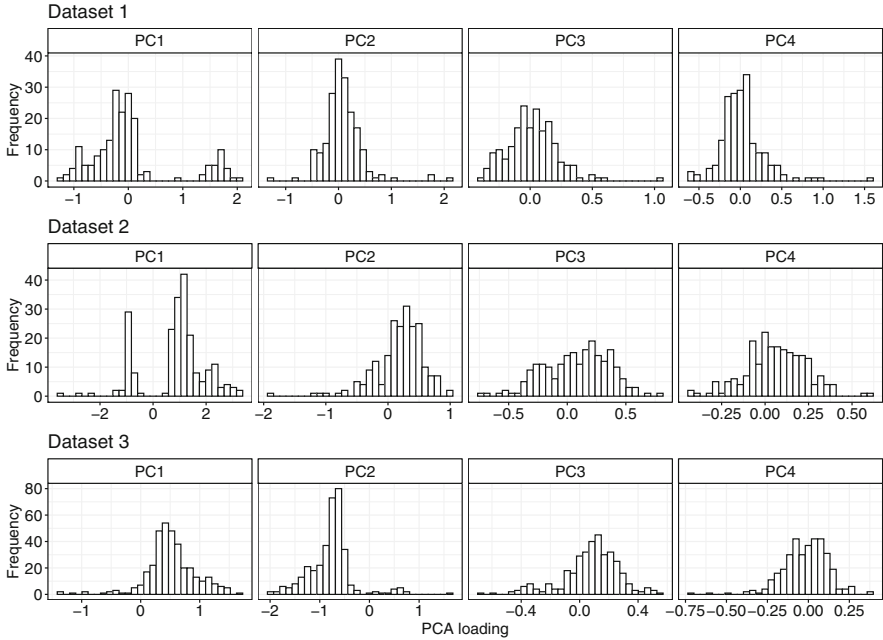 Dataset 1
PC1 PC2 PC3 PC4
Frequency
40
30
20
10
0
−1 0 1 2 −1 0 1 2 0.0 0.5 1.0 −0.5 0.0 0.5 1.0 1.5
Dataset 2
PC1 PC2 PC3 PC4
Frequency
40
30
20
10
0
−2 0 2 −2 −1 0 1 −0.5 0.0 0.5 −0.25 0.00 0.25 0.50
Dataset 3
PC1 PC2 PC3 PC4
Frequency
80
60
40
20
0
−1 0 1 −2 −1 0 1 −0.4 0.0 0.4 −0.75 −0.50 −0.25 0.00 0.25
PCA loading